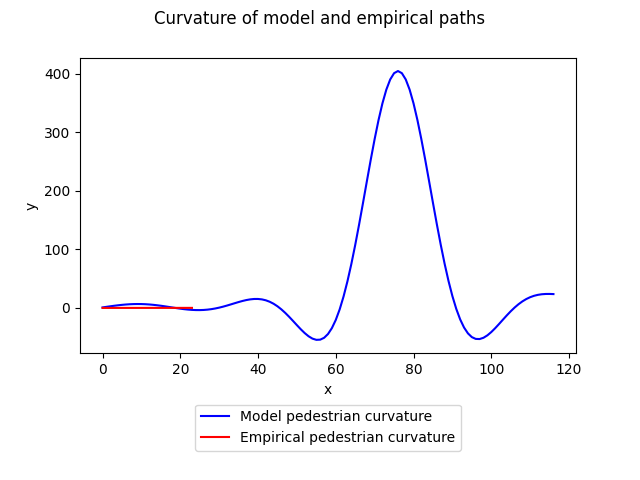 Curvature of model and empirical paths
400
300
200
100
0
y
0 20 40 60 80 100 120
x
Model pedestrian curvature
Empirical pedestrian curvature